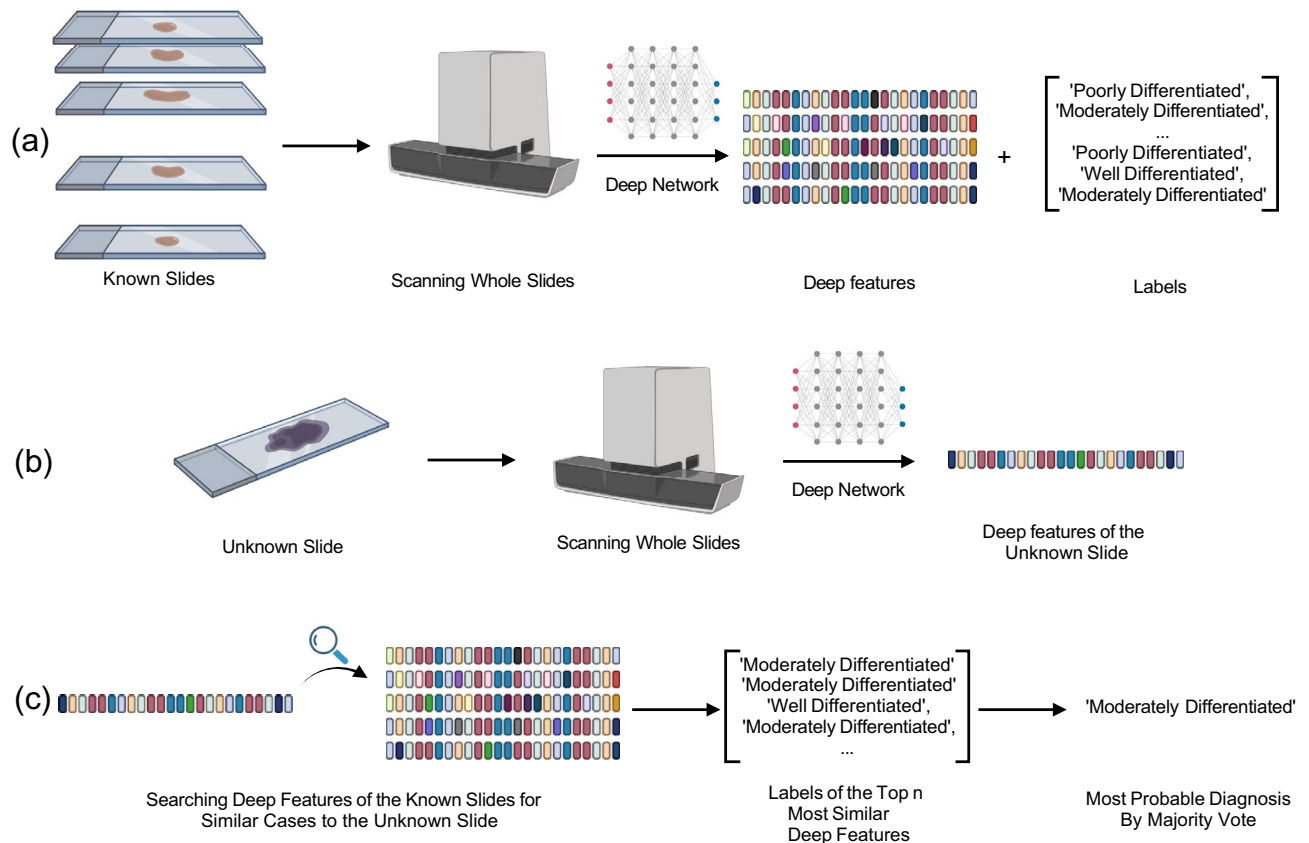 (a)
'Poorly Differentiated',
'Moderately Differentiated',
...
'Poorly Differentiated',
'Well Differentiated',
'Moderately Differentiated'
+
Deep Network
Known Slides
Scanning Whole Slides
Deep features
Labels
(b)
Deep Network
Unknown Slide
Scanning Whole Slides
Deep features of the
Unknown Slide
(c)
'Moderately Differentiated'
'Moderately Differentiated'
'Well Differentiated',
'Moderately Differentiated',
...
'Moderately Differentiated'
Searching Deep Features of the Known Slides for
Similar Cases to the Unknown Slide
Labels of the Top n
Most Similar
Deep Features
Most Probable Diagnosis
By Majority Vote